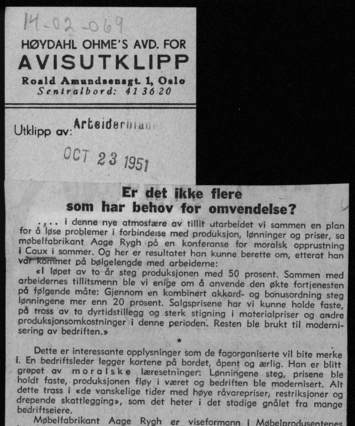 14-02-069
HØYDAHL OHME'S AVD. FOR
AVISUTKLIPP
Roald Amundsensgt. 1, Oslo
Sentralbord: 41 36 20
Utklipp av:
OCT 23 1951
Er det ikke flere
som har behov for omvendelse?
.... I denne nye atmosfære av tillit utarbeidet vi sammen en plan
for å løse problemer i forbindelse med produksjon, lønninger og priser, sa
møbelfabrikant Aage Rygh på en konferanse for moralsk opprustning
i Caux i sommer. Og her er resultatet han kunne berette om, etterat han
var kommet på bølgelengde med arbeiderne:
«I løpet av to år steg produksjonen med 50 prosent. Sammen med
arbeidernes tillitsmenn ble vi enige om å anvende den økte fortjenesten
på følgende måte: Gjennom en kombinert akkord- og bonusordning steg
lønningene mer enn 20 prosent. Salgsprisene har vi kunne holde faste,
på tross av to dyrtidstillegg og sterk stigning i materialpriser og andre
produksjonsomkostninger i denne perioden. Resten ble brukt til moderni-
sering av bedriften.»
*
Dette er interessante opplysninger som de fagorganiserte vil bite merke
i. En bedriftsleder legger kortene på bordet, åpent og ærlig. Han er blitt
grepet av moralske læresetninger: Lønningene steg, prisene ble
holdt faste, produksjonen fløy i været og bedriften ble modernisert. Alt
dette trass i «de vanskelige tider med høye råvarepriser, restriksjoner og
drepende skattlegging», som det heter i det stadige gnålet fra mange
bedriftseiere.
Møbelfabrikant Aage Rygh er viseformann i Møbelprodusentenes